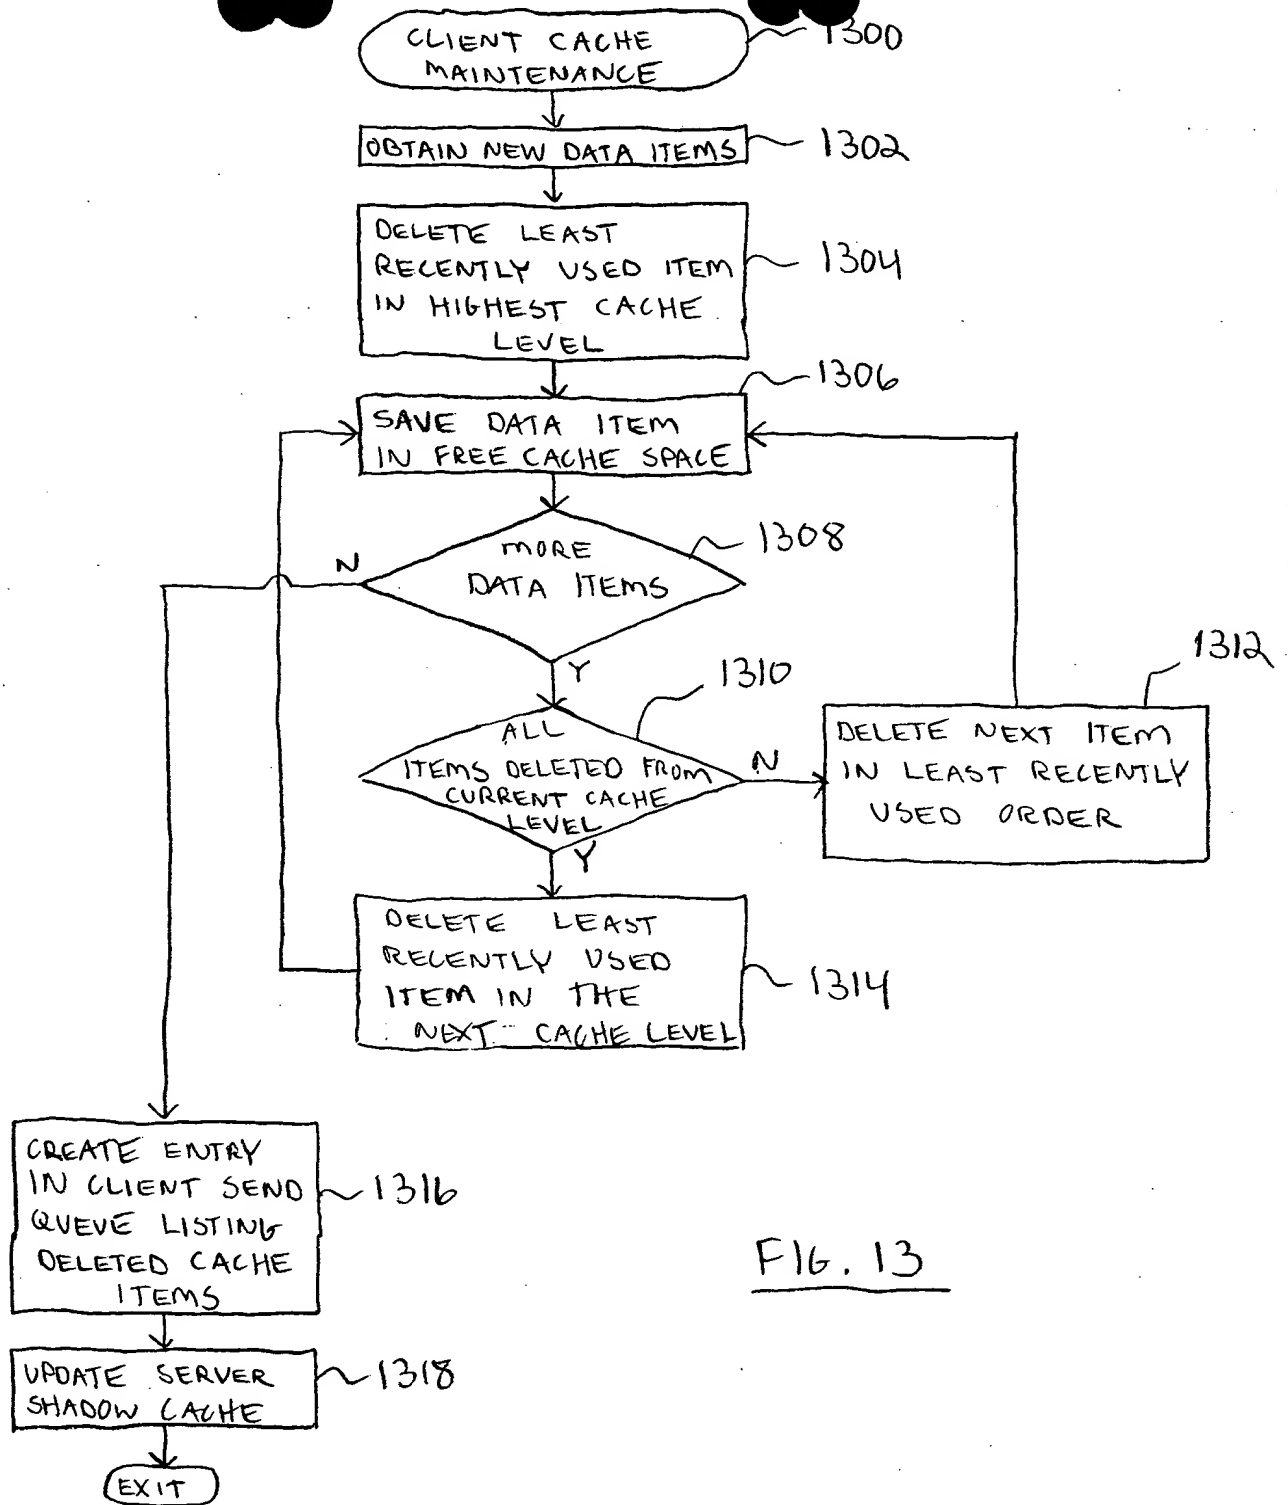 CLIENT CACHE
MAINTENANCE
1300
OBTAIN NEW DATA ITEMS
1302
DELETE LEAST
RECENTLY USED ITEM
IN HIGHEST CACHE
LEVEL
1304
1306
SAVE DATA ITEM
IN FREE CACHE SPACE
MORE
DATA ITEMS
1308
N
Y
1310
ALL
ITEMS DELETED FROM
CURRENT CACHE
LEVEL
N
Y
1312
DELETE NEXT ITEM
IN LEAST RECENTLY
USED ORDER
DELETE LEAST
RECENTLY USED
ITEM IN THE
NEXT CACHE LEVEL
1314
CREATE ENTRY
IN CLIENT SEND
QUEUE LISTING
DELETED CACHE
ITEMS
1316
UPDATE SERVER
SHADOW CACHE
1318
EXIT
FIG. 13